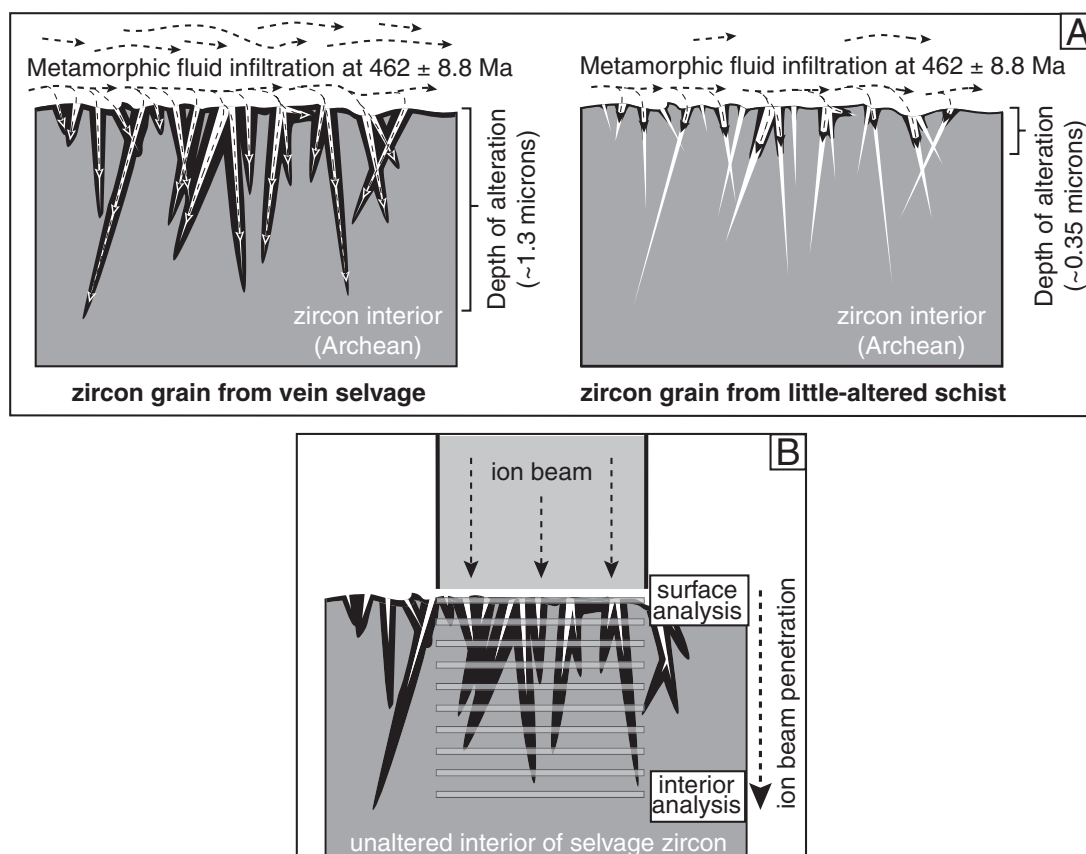 A
Metamorphic fluid infiltration at 462 ± 8.8 Ma
Depth of alteration
(~1.3 microns)
zircon interior
(Archean)
zircon grain from vein selvage
Metamorphic fluid infiltration at 462 ± 8.8 Ma
Depth of alteration
(~0.35 microns)
zircon interior
(Archean)
zircon grain from little-altered schist
B
ion beam
surface
analysis
ion beam penetration
interior
analysis
unaltered interior of selvage zircon